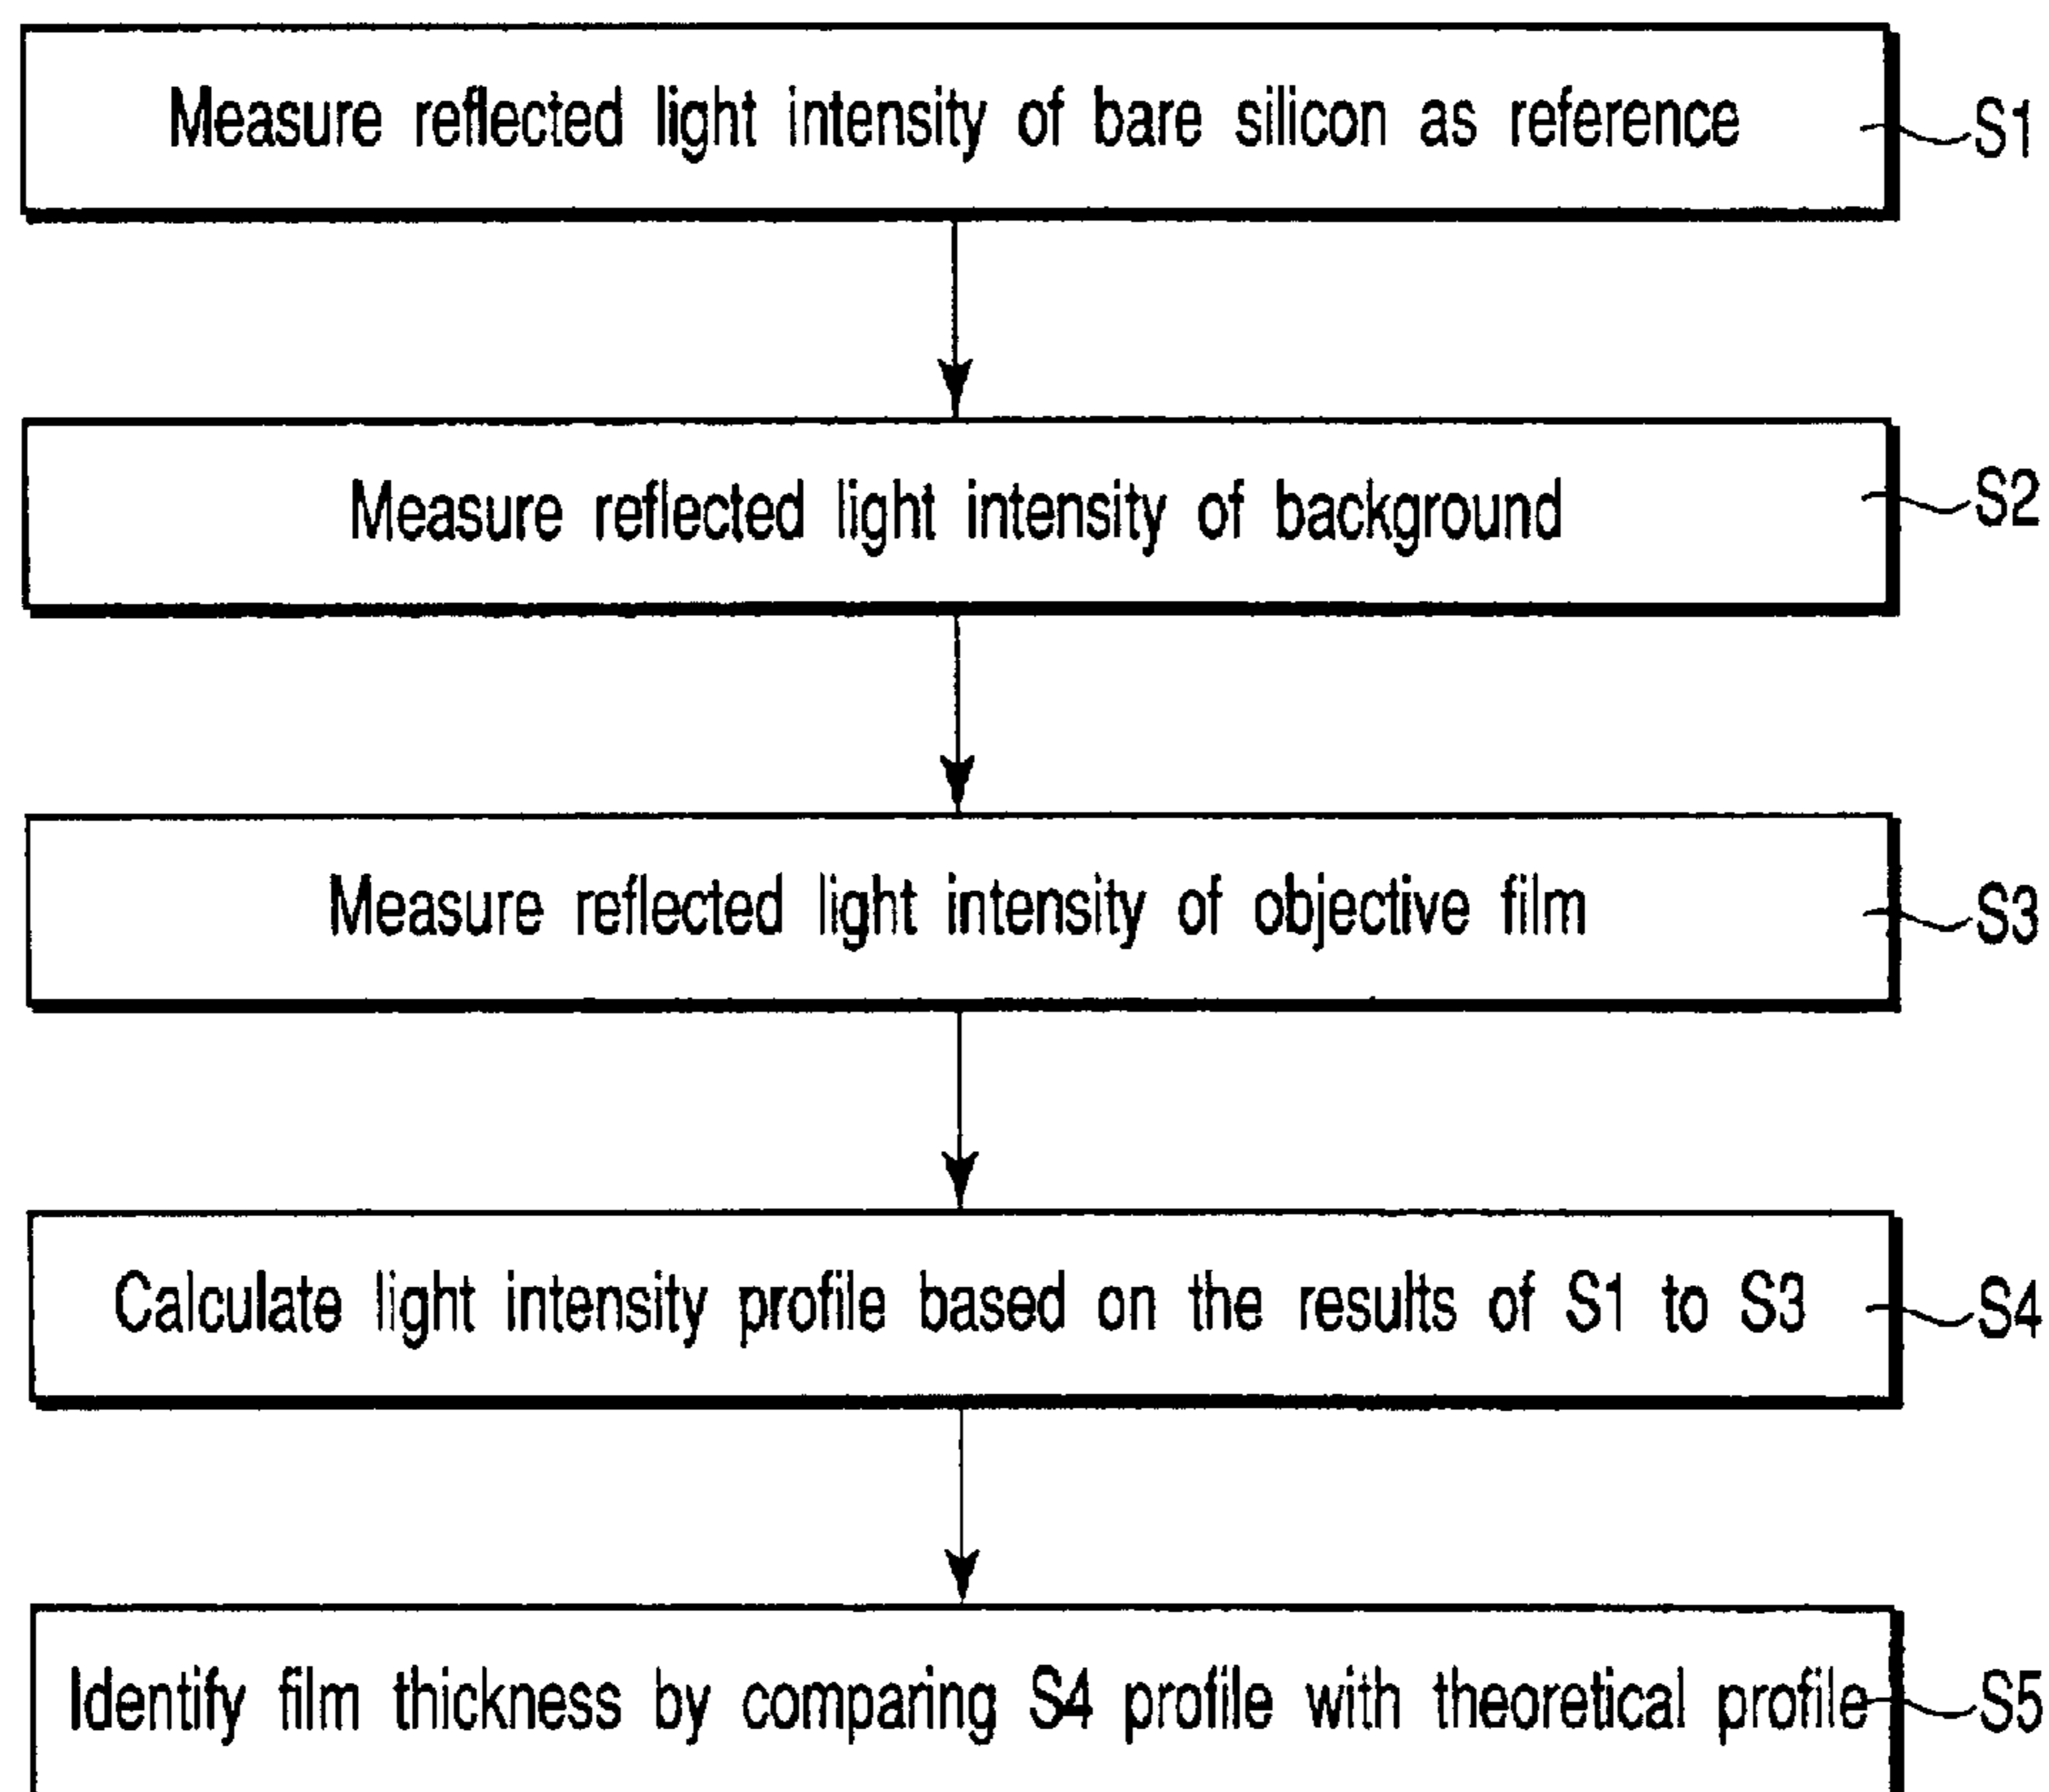 Measure reflected light intensity of bare silicon as reference S1
Measure reflected light intensity of background S2
Measure reflected light intensity of objective film S3
Calculate light intensity profile based on the results of S1 to S3 S4
Identify film thickness by comparing S4 profile with theoretical profile S5